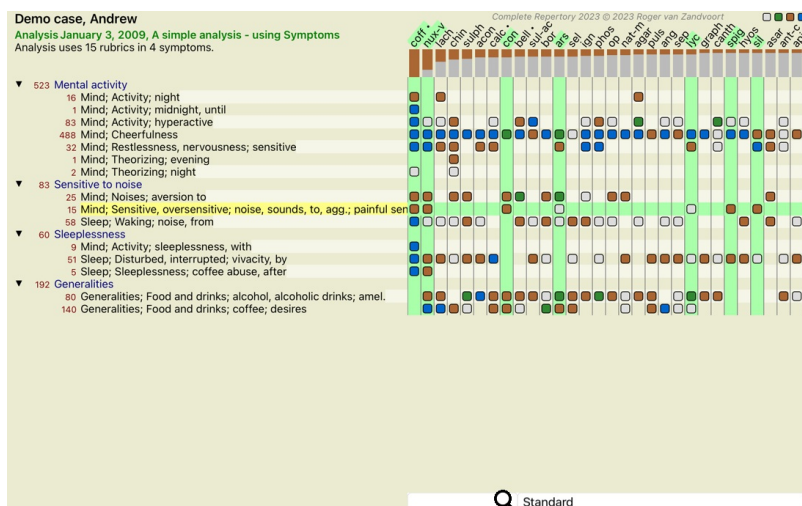 Demo case, Andrew
Complete Repertory 2023 © 2023 Roger van Zandvoort
Analysis January 3, 2009, A simple analysis - using Symptoms
Analysis uses 15 rubrics in 4 symptoms.
coff • nux-v lach chin sulph acon calc • con bell • sul-ac bor ars sel ign phos op nat-m agar puls ang sep lyc graph canth spig hyos sil asar ant-c
▼ 523 Mental activity
16 Mind; Activity; night
1 Mind; Activity; midnight, until
83 Mind; Activity; hyperactive
488 Mind; Cheerfulness
32 Mind; Restlessness, nervousness; sensitive
1 Mind; Theorizing; evening
2 Mind; Theorizing; night
▼ 83 Sensitive to noise
25 Mind; Noises; aversion to
15 Mind; Sensitive, oversensitive; noise, sounds, to, agg.; painful sen
58 Sleep; Waking; noise, from
▼ 60 Sleeplessness
9 Mind; Activity; sleeplessness, with
51 Sleep; Disturbed, interrupted; vivacity, by
5 Sleep; Sleeplessness; coffee abuse, after
▼ 192 Generalities
80 Generalities; Food and drinks; alcohol, alcoholic drinks; amel.
140 Generalities; Food and drinks; coffee; desires
Standard